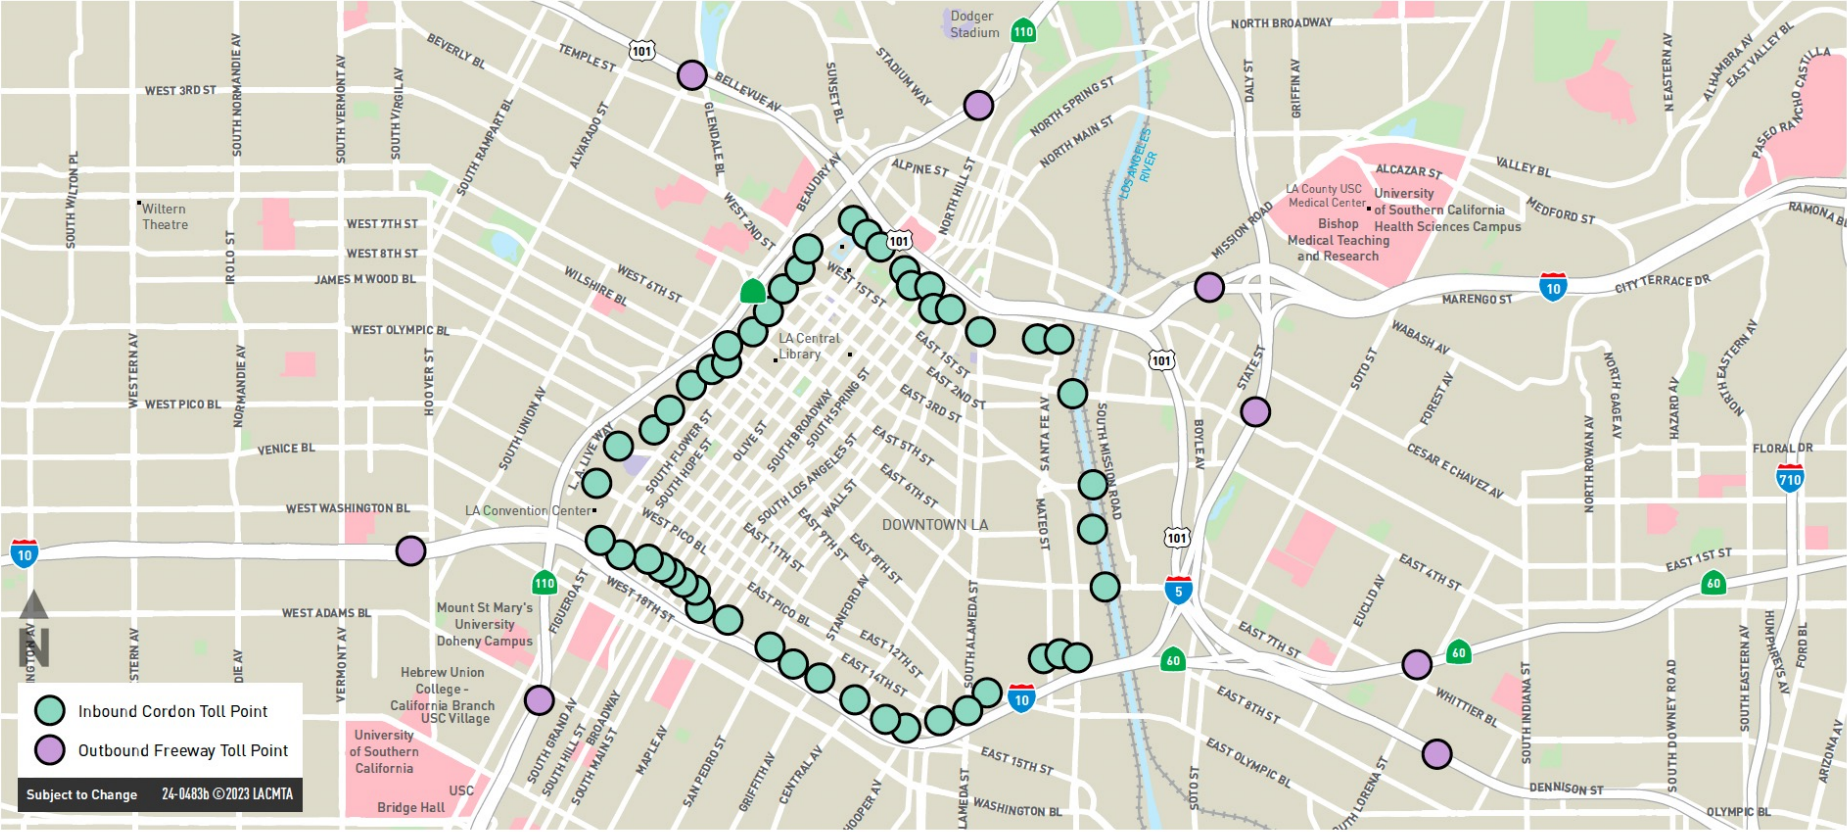 Dodger
Stadium
110
101
NORTH BROADWAY
BEVERLY BL
TEMPLE ST
BELLEVUE AV
SUNSET BL
STADIUM WAY
NORTH SPRING ST
NORTH MAIN ST
DALY ST
GRIFFIN AV
N EASTERN AV
ALHAMBRA AV
EAST VALLEY BL
PASEO RANCHO CASTILLA
WEST 3RD ST
SOUTH NORMANDIE AV
SOUTH VERMONT AV
SOUTH VIRGIL AV
SOUTH RAMPART BL
ALVARADO ST
GLENDALE BL
BEAUDRY AV
ALPINE ST
NORTH HILL ST
LOS ANGELES
RIVER
ALCAZAR ST
VALLEY BL
MEDFORD ST
RAMONA BL
SOUTH WILTON PL
Wiltern
Theatre
IROLO ST
WEST 7TH ST
WEST 8TH ST
JAMES M WOOD BL
WEST 2ND ST
WEST 6TH ST
WILSHIRE BL
WEST 1ST ST
101
MISSION ROAD
LA County USC
Medical Center
University
of Southern California
Health Sciences Campus
Bishop
Medical Teaching
and Research
10
MARENGO ST
CITY TERRACE DR
WEST OLYMPIC BL
WESTERN AV
NORMANDIE AV
HOOVER ST
LA Central
Library
EAST 1ST ST
EAST 2ND ST
EAST 3RD ST
101
STATE ST
SOTO ST
WABASH AV
FOREST AV
NORTH GAGE AV
HAZARD AV
NORTH EASTERN AV
WEST PICO BL
VENICE BL
SOUTH UNION AV
L.A. LIVE WAY
SOUTH FLOWER ST
SOUTH HOPE ST
OLIVE ST
SOUTH BROADWAY
SOUTH SPRING ST
SOUTH LOS ANGELES ST
WALL ST
EAST 5TH ST
EAST 6TH ST
SANTA FE AV
SOUTH MISSION ROAD
BOYLE AV
CESAR E CHAVEZ AV
NORTH ROWAN AV
FLORAL DR
710
WEST WASHINGTON BL
LA Convention Center
WEST PICO BL
EAST 11TH ST
EAST 9TH ST
EAST 8TH ST
DOWNTOWN LA
MATEO ST
101
10
110
5
EAST 4TH ST
EAST 1ST ST
60
WEST ADAMS BL
Mount St Mary's
University
Doheny Campus
FIGUEROA ST
WEST 18TH ST
EAST PICO BL
STANFORD AV
EAST 12TH ST
EAST 14TH ST
SOUTH ALAMEDA ST
EUCLID AV
EAST 7TH ST
60
60
N
INGTON AV
STERN AV
DIE AV
VERMONT AV
Hebrew Union
College -
California Branch
USC Village
10
WHITTIER BL
EAST 8TH ST
SOUTH INDIANA ST
SOUTH DOWNEY ROAD
SOUTH EASTERN AV
HUMPHREYS AV
FORD BL
Inbound Cordon Toll Point
Outbound Freeway Toll Point
University
of Southern
California
SOUTH GRAND AV
SOUTH HILL ST
BROADWAY
SOUTH MAIN ST
MAPLE AV
SAN PEDRO ST
GRIFFITH AV
CENTRAL AV
HOOPER AV
LAMEDA ST
EAST 15TH ST
WASHINGTON BL
SOTO ST
EAST OLYMPIC BL
UTH LORENA ST
DENNISON ST
OLYMPIC BL
ARIZONA AV
USC
Bridge Hall
Subject to Change 24-0483b ©2023 LACMTA